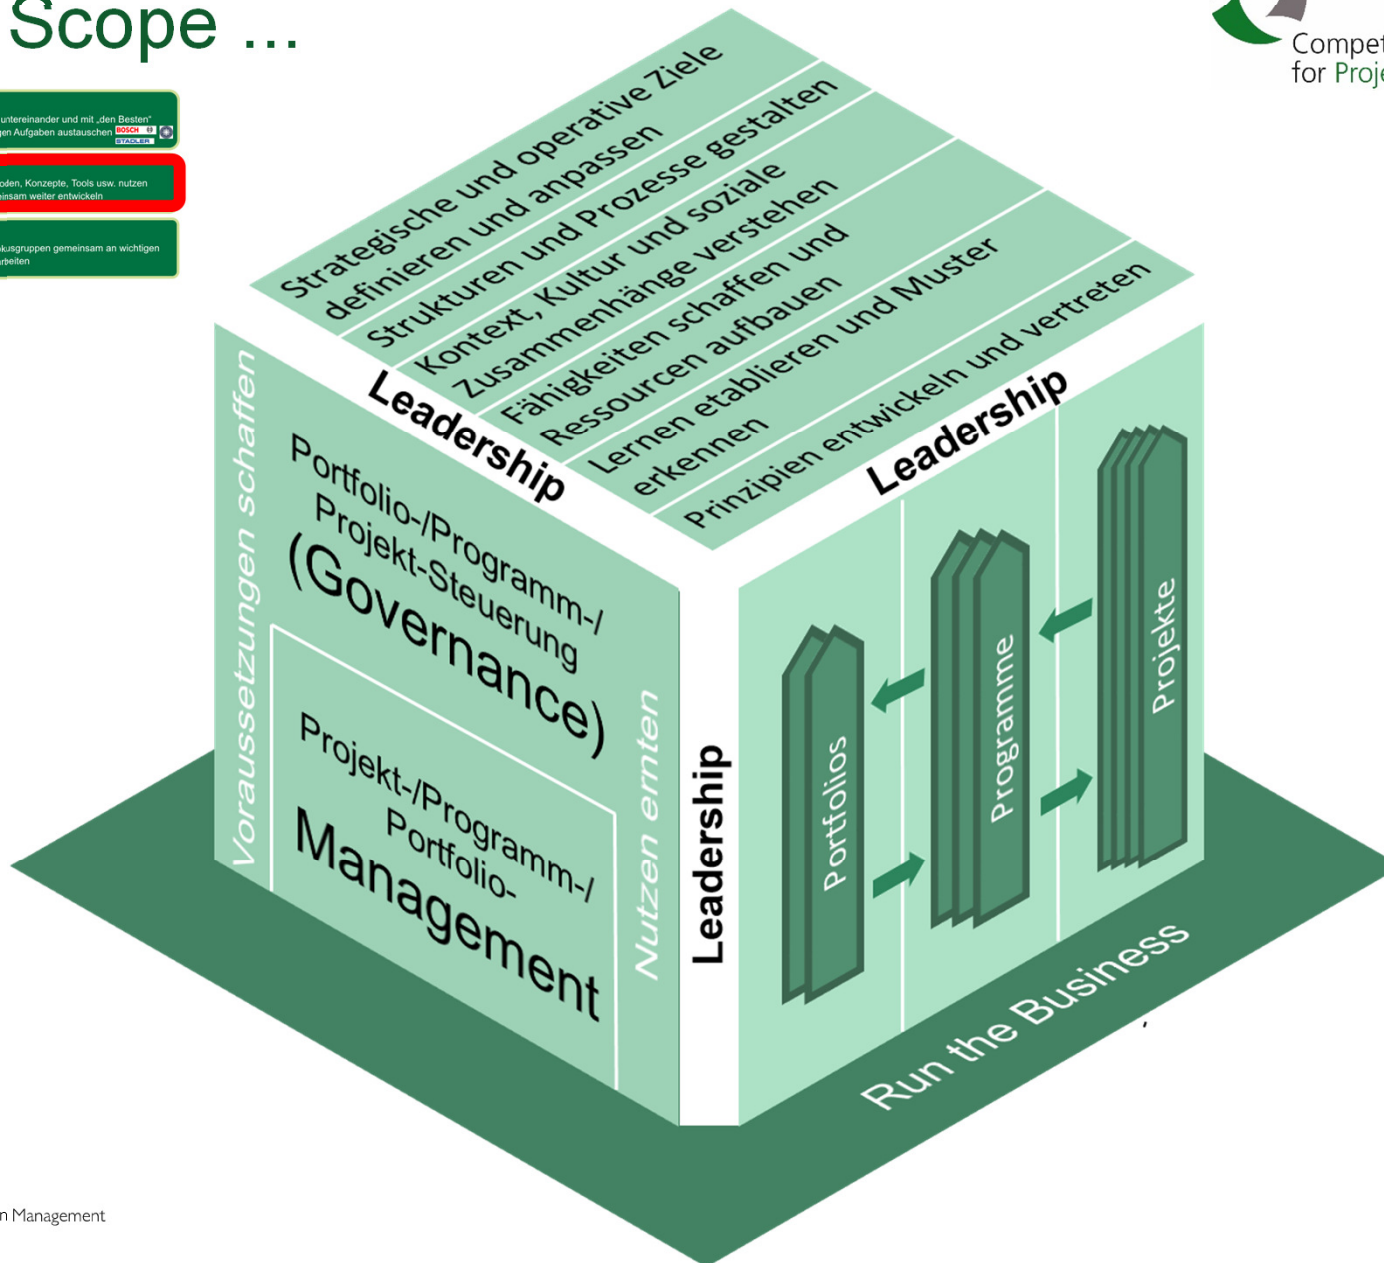 Scope ...
Compet
for Proje
untereinander und mit „den Besten"
gen Aufgaben austauschen
BOSCH
STADLER
oden, Konzepte, Tools usw. nutzen
einsam weiter entwickeln
kusgruppen gemeinsam an wichtigen
rbeiten
Strategische und operative Ziele
definieren und anpassen
Strukturen und Prozesse gestalten
Kontext, Kultur und soziale
Zusammenhänge verstehen
Fähigkeiten schaffen und
Ressourcen aufbauen
Lernen etablieren und Muster
erkennen
Prinzipien entwickeln und vertreten
Leadership
Leadership
Leadership
Voraussetzungen schaffen
Portfolio-/Programm-/
Projekt-Steuerung
(Governance)
Projekt-/Programm-/
Portfolio-
Management
Nutzen ernten
Portfolios
Programme
Projekte
Run the Business
n Management